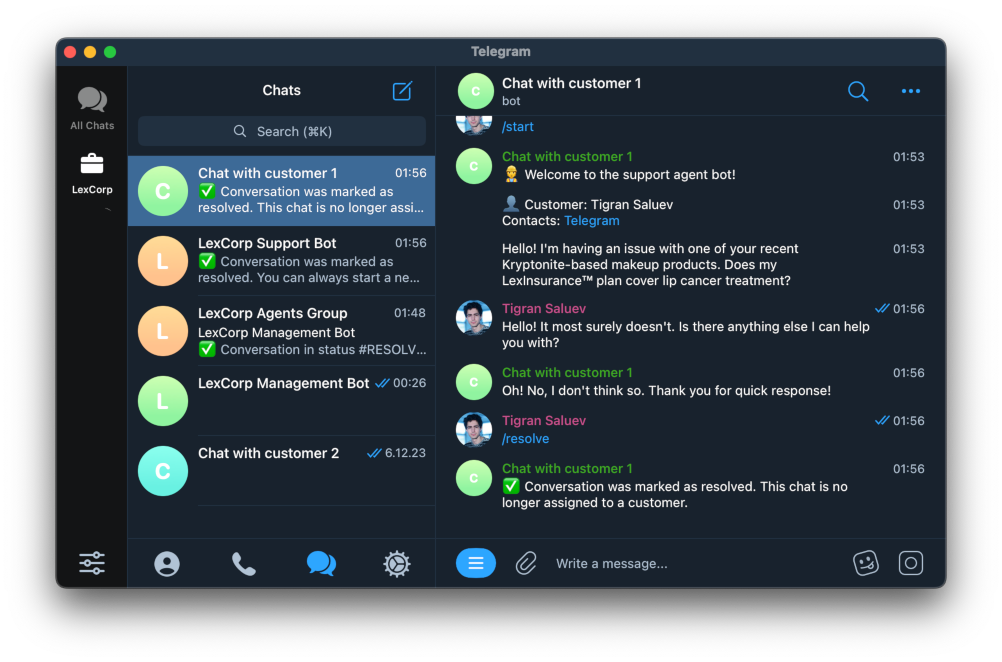 Telegram
All Chats
LexCorp
Chats
Search (⌘K)
Chat with customer 1 01:56
✅ Conversation was marked as
resolved. This chat is no longer assi...
LexCorp Support Bot 01:56
✅ Conversation was marked as
resolved. You can always start a ne...
LexCorp Agents Group 01:48
LexCorp Management Bot
✅ Conversation in status #RESOLV...
LexCorp Management Bot 00:26
Chat with customer 2 6.12.23
C
L
L
L
C
C
Chat with customer 1
bot
/start
C
Chat with customer 1 01:53
👷 Welcome to the support agent bot!
👤 Customer: Tigran Saluev 01:53
Contacts: Telegram
Hello! I'm having an issue with one of your recent 01:53
Kryptonite-based makeup products. Does my
LexInsurance™ plan cover lip cancer treatment?
Tigran Saluev 01:56
Hello! It most surely doesn't. Is there anything else I can help
you with?
C
Chat with customer 1 01:56
Oh! No, I don't think so. Thank you for quick response!
Tigran Saluev 01:56
/resolve
C
Chat with customer 1 01:56
✅ Conversation was marked as resolved. This chat is no
longer assigned to a customer.
Write a message...